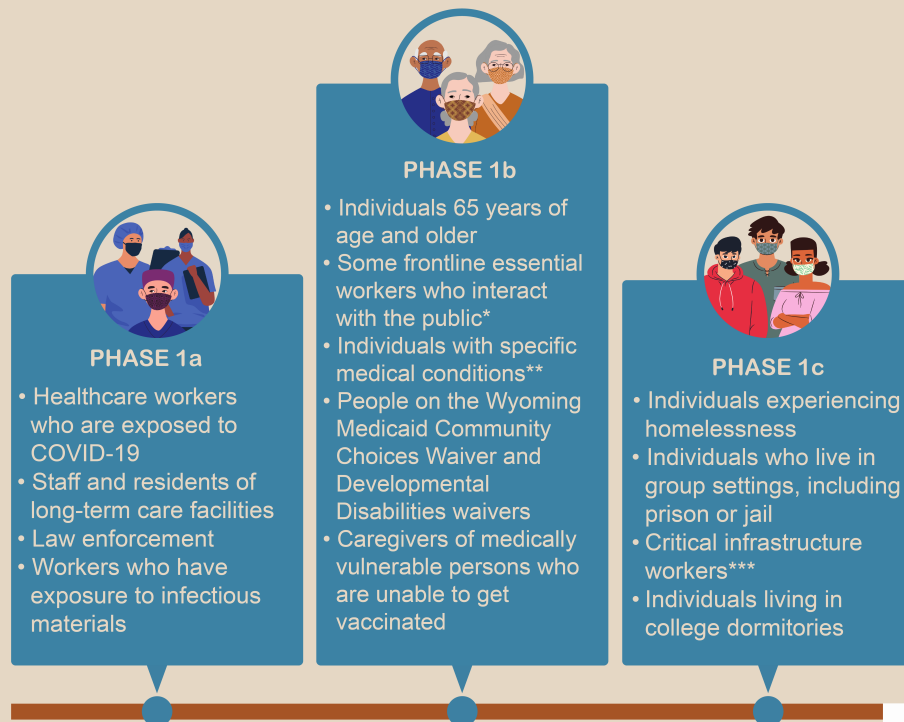 PHASE 1a
• Healthcare workers
who are exposed to
COVID-19
• Staff and residents of
long-term care facilities
• Law enforcement
• Workers who have
exposure to infectious
materials
PHASE 1b
• Individuals 65 years of
age and older
• Some frontline essential
workers who interact
with the public*
• Individuals with specific
medical conditions**
• People on the Wyoming
Medicaid Community
Choices Waiver and
Developmental
Disabilities waivers
• Caregivers of medically
vulnerable persons who
are unable to get
vaccinated
PHASE 1c
• Individuals experiencing
homelessness
• Individuals who live in
group settings, including
prison or jail
• Critical infrastructure
workers***
• Individuals living in
college dormitories